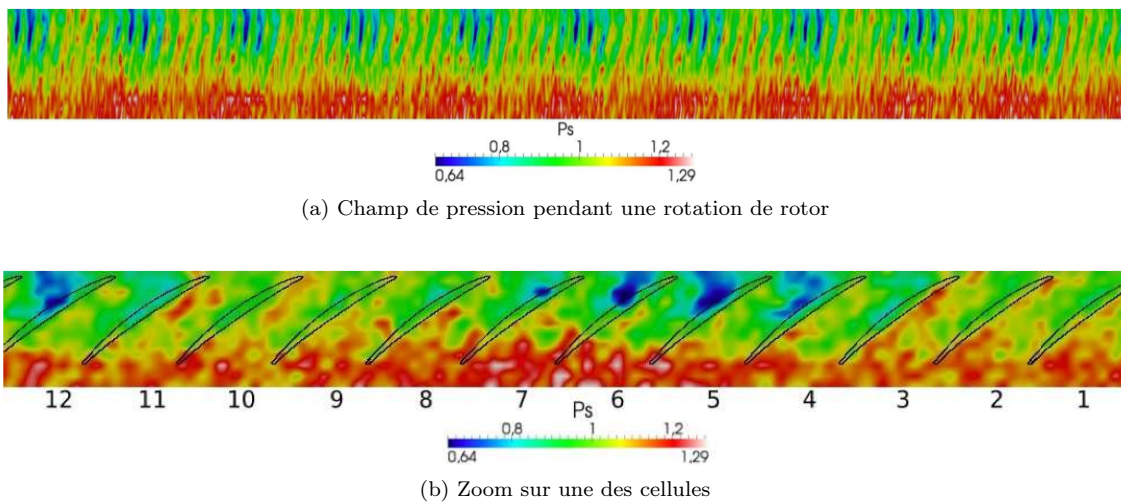 Ps
0,8 1 1,2
0,64 1,29
(a) Champ de pression pendant une rotation de rotor
12 11 10 9 8 7 6 5 4 3 2 1
Ps
0,8 1 1,2
0,64 1,29
(b) Zoom sur une des cellules